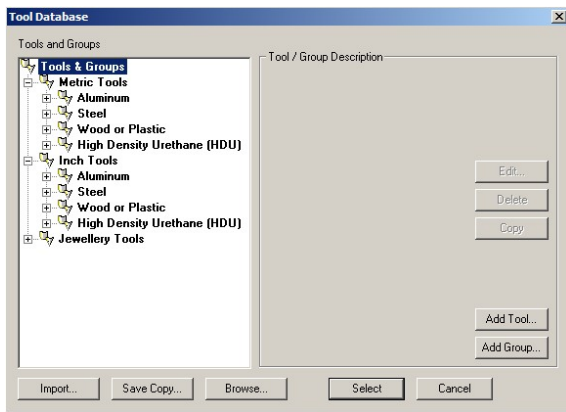 Tool Database
Tools and Groups
Tools & Groups
Metric Tools
Aluminum
Steel
Wood or Plastic
High Density Urethane (HDU)
Inch Tools
Aluminum
Steel
Wood or Plastic
High Density Urethane (HDU)
Jewellery Tools
Tool / Group Description
Edit...
Delete
Copy
Add Tool...
Add Group...
Import... Save Copy... Browse... Select Cancel